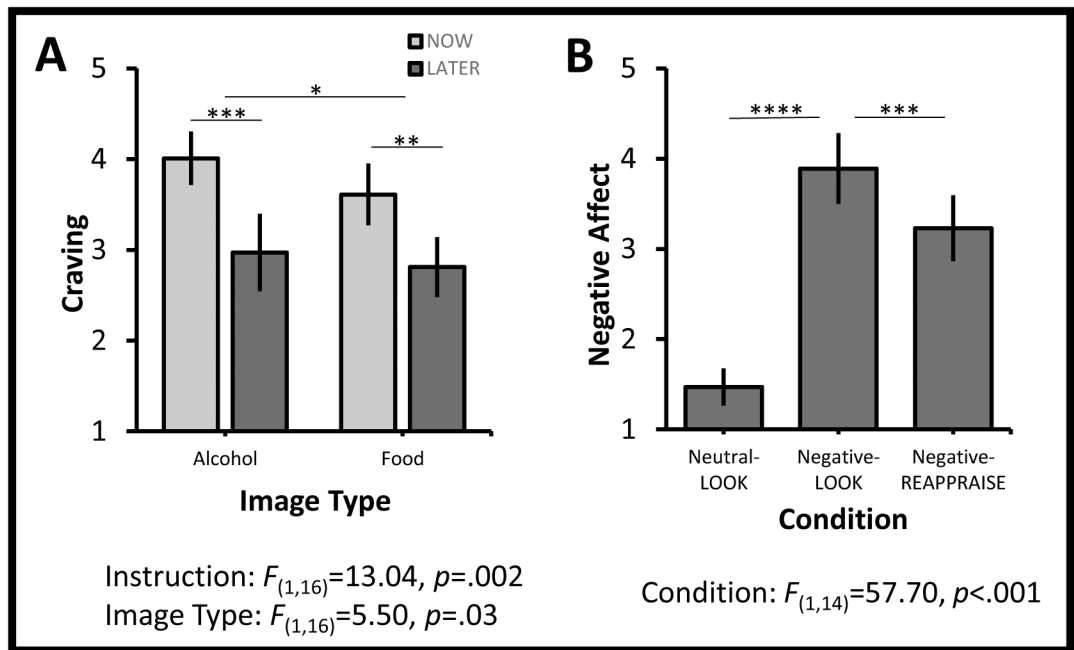 A
NOW
LATER
5
4
3
2
1
Craving
*
***
**
Alcohol
Food
Image Type
Instruction: F(1,16)=13.04, p=.002
Image Type: F(1,16)=5.50, p=.03
B
5
4
3
2
1
Negative Affect
****
***
Neutral-
LOOK
Negative-
LOOK
Negative-
REAPPRAISE
Condition
Condition: F(1,14)=57.70, p<.001